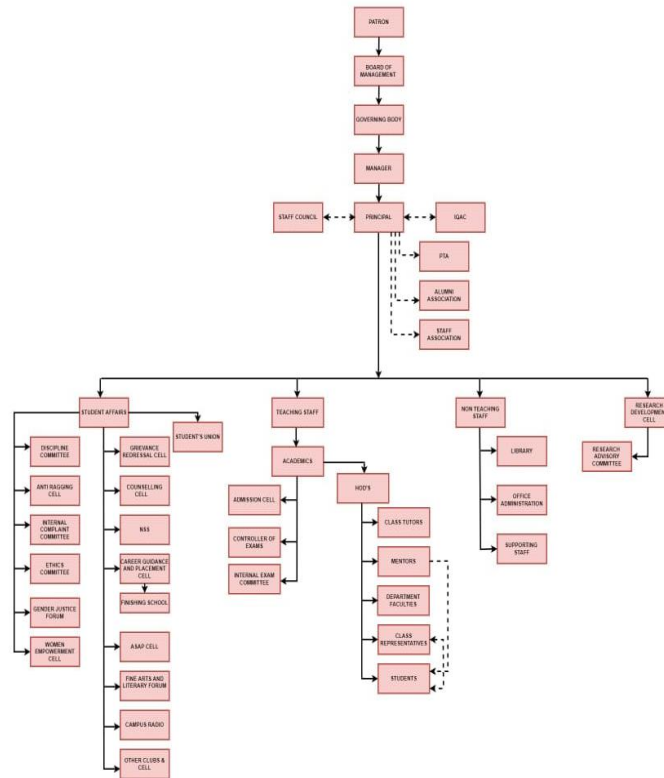 PATRON
BOARD OF
MANAGEMENT
GOVERNING BODY
MANAGER
STAFF COUNCIL
PRINCIPAL
IQAC
PTA
ALUMNI
ASSOCIATION
STAFF
ASSOCIATION
STUDENT AFFAIRS
TEACHING STAFF
NON TEACHING
STAFF
RESEARCH
DEVELOPMENT
CELL
STUDENT'S UNION
DISCIPLINE
COMMITTEE
ANTI RAGGING
CELL
INTERNAL
COMPLAINT
COMMITTEE
ETHICS
COMMITTEE
GENDER JUSTICE
FORUM
WOMEN
EMPOWERMENT
CELL
GRIEVANCE
REDRESSAL CELL
COUNSELLING
CELL
NSS
CAREER GUIDANCE
AND PLACEMENT
CELL
FINISHING SCHOOL
ASAP CELL
FINE ARTS AND
LITERARY FORUM
CAMPUS RADIO
OTHER CLUBS &
CELL
ACADEMICS
ADMISSION CELL
CONTROLLER OF
EXAMS
INTERNAL EXAM
COMMITTEE
HOD'S
CLASS TUTORS
MENTORS
DEPARTMENT
FACULTIES
CLASS
REPRESENTATIVES
STUDENTS
LIBRARY
OFFICE
ADMINISTRATION
SUPPORTING
STAFF
RESEARCH
ADVISORY
COMMITTEE